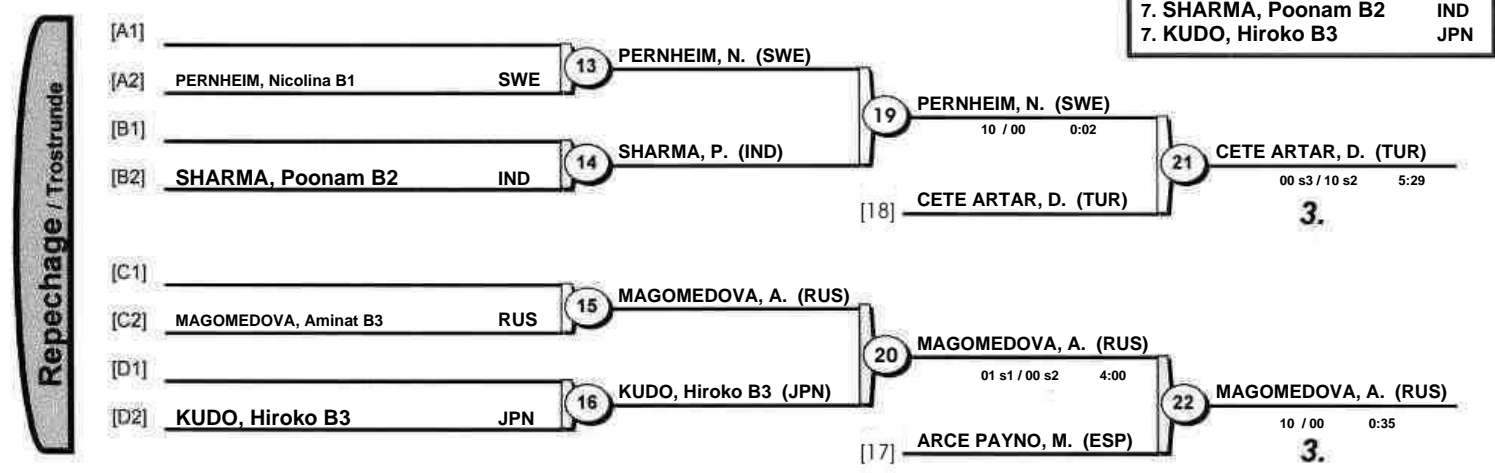 7. SHARMA, Poonam B2 IND
7. KUDO, Hiroko B3 JPN
Repechage / Trostrunde
[A1]
[A2] PERNHEIM, Nicolina B1 SWE
13
PERNHEIM, N. (SWE)
[B1]
[B2] SHARMA, Poonam B2 IND
14
SHARMA, P. (IND)
19
PERNHEIM, N. (SWE)
10 / 00 0:02
[18] CETE ARTAR, D. (TUR)
21
CETE ARTAR, D. (TUR)
00 s3 / 10 s2 5:29
3.
[C1]
[C2] MAGOMEDOVA, Aminat B3 RUS
15
MAGOMEDOVA, A. (RUS)
[D1]
[D2] KUDO, Hiroko B3 JPN
16
KUDO, Hiroko B3 (JPN)
20
MAGOMEDOVA, A. (RUS)
01 s1 / 00 s2 4:00
[17] ARCE PAYNO, M. (ESP)
22
MAGOMEDOVA, A. (RUS)
10 / 00 0:35
3.